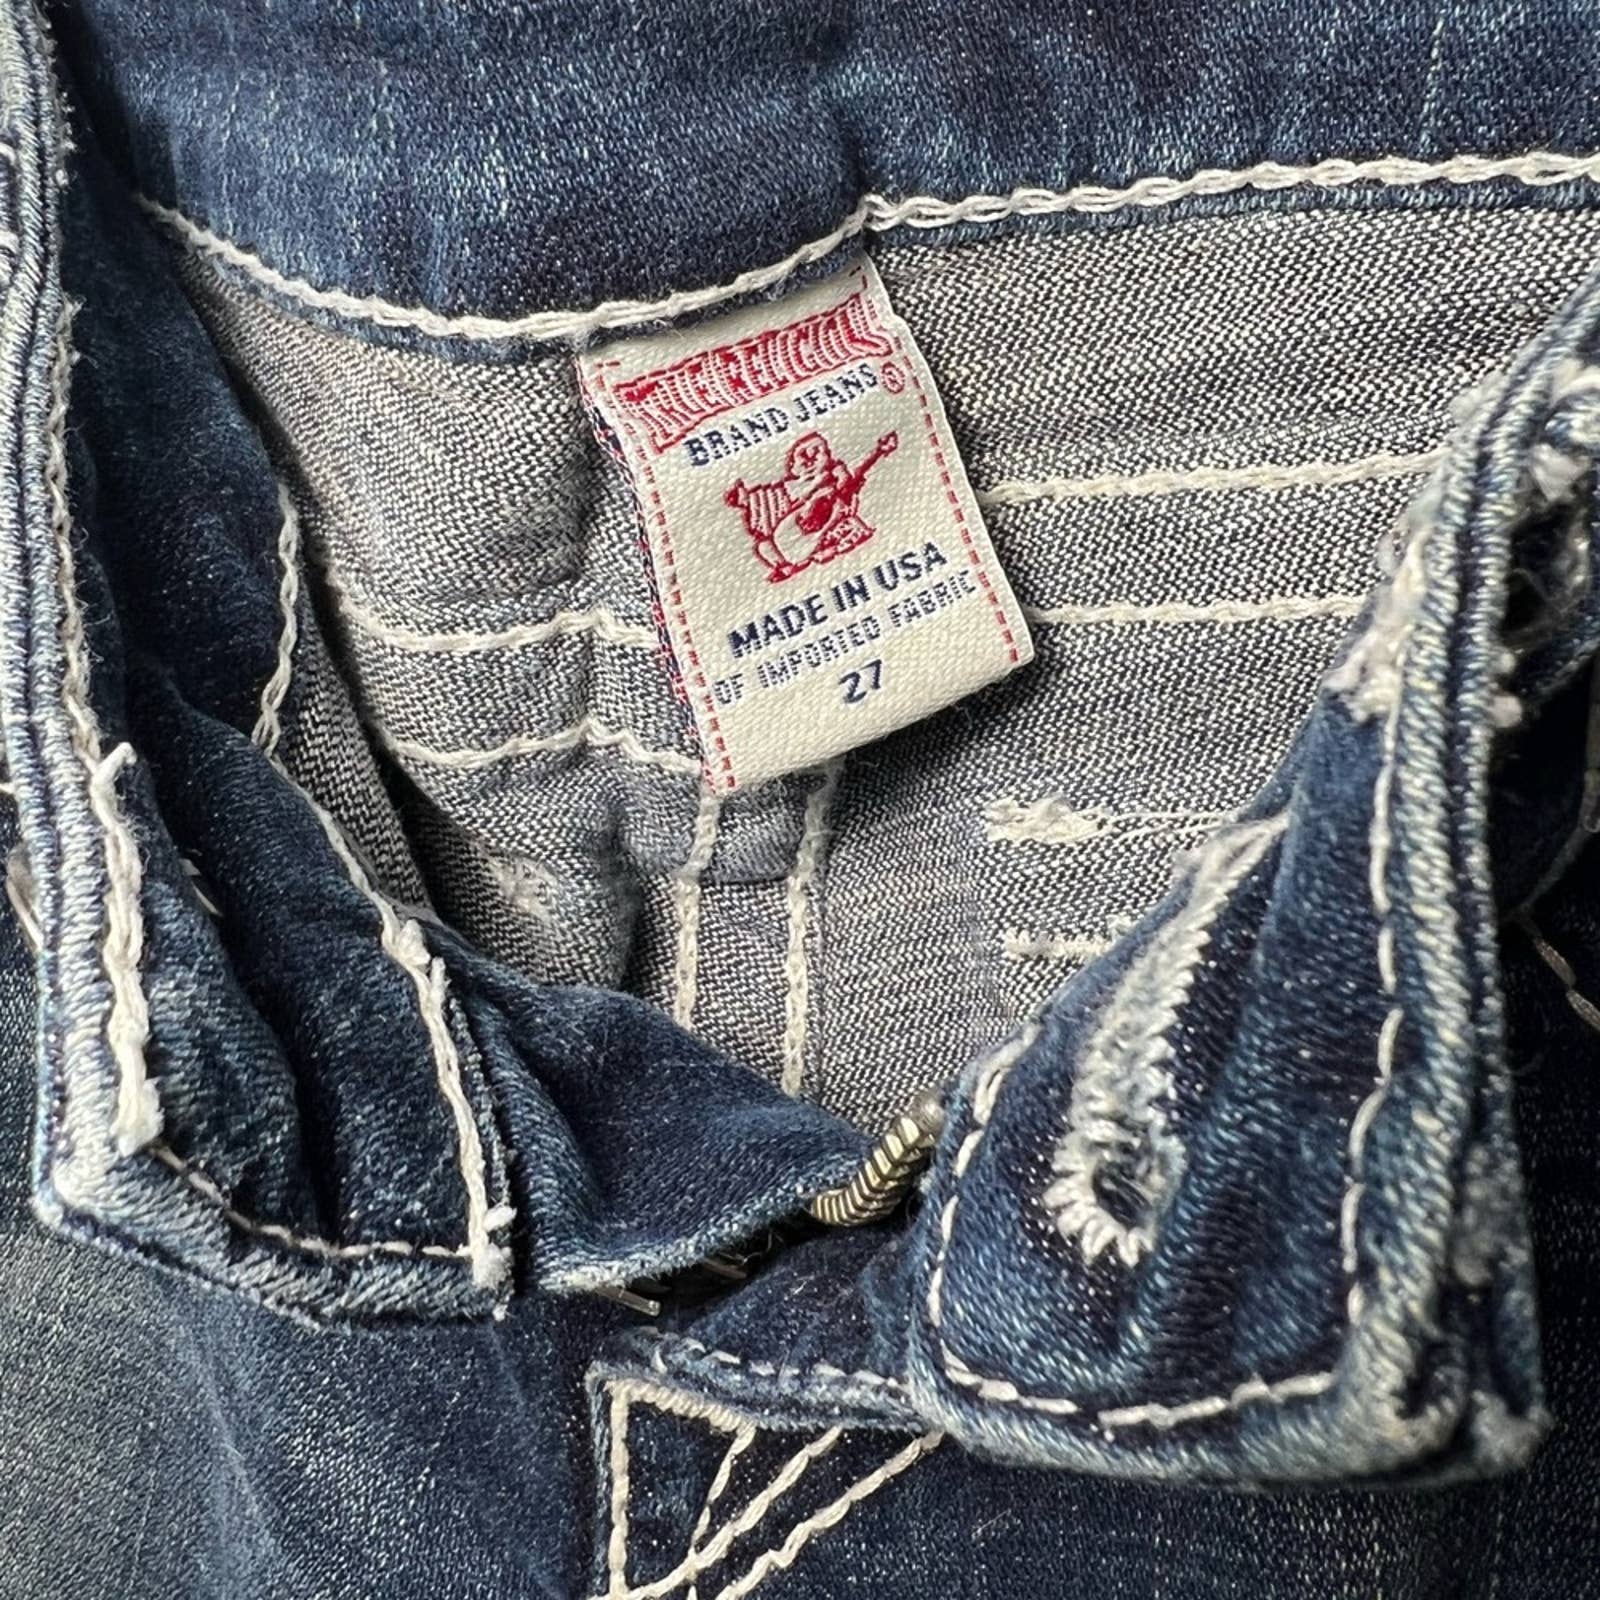 TRUE RELIGION
BRAND JEANS ®
MADE IN USA
OF IMPORTED FABRIC
27